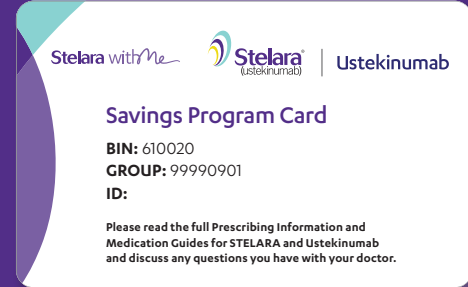 Stelara withMe
Stelara®
(ustekinumab)
Ustekinumab
Savings Program Card
BIN: 610020
GROUP: 99990901
ID:
Please read the full Prescribing Information and
Medication Guides for STELARA and Ustekinumab
and discuss any questions you have with your doctor.